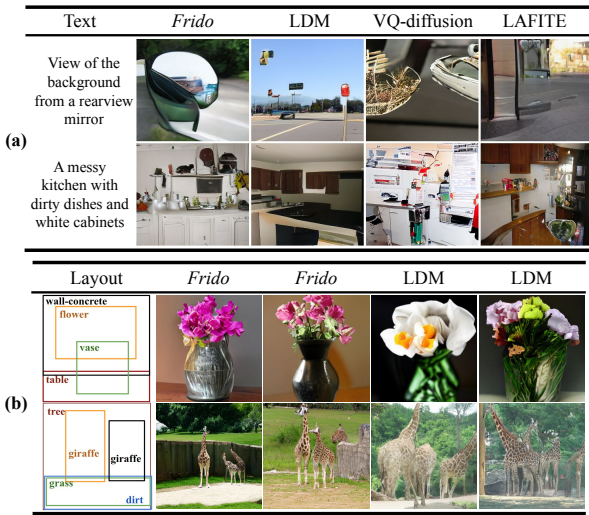 Text Frido LDM VQ-diffusion LAFITE
(a)
View of the
background
from a rearview
mirror
A messy
kitchen with
dirty dishes and
white cabinets
Layout Frido Frido LDM LDM
(b)
wall-concrete
flower
vase
table
tree
giraffe
giraffe
grass
dirt